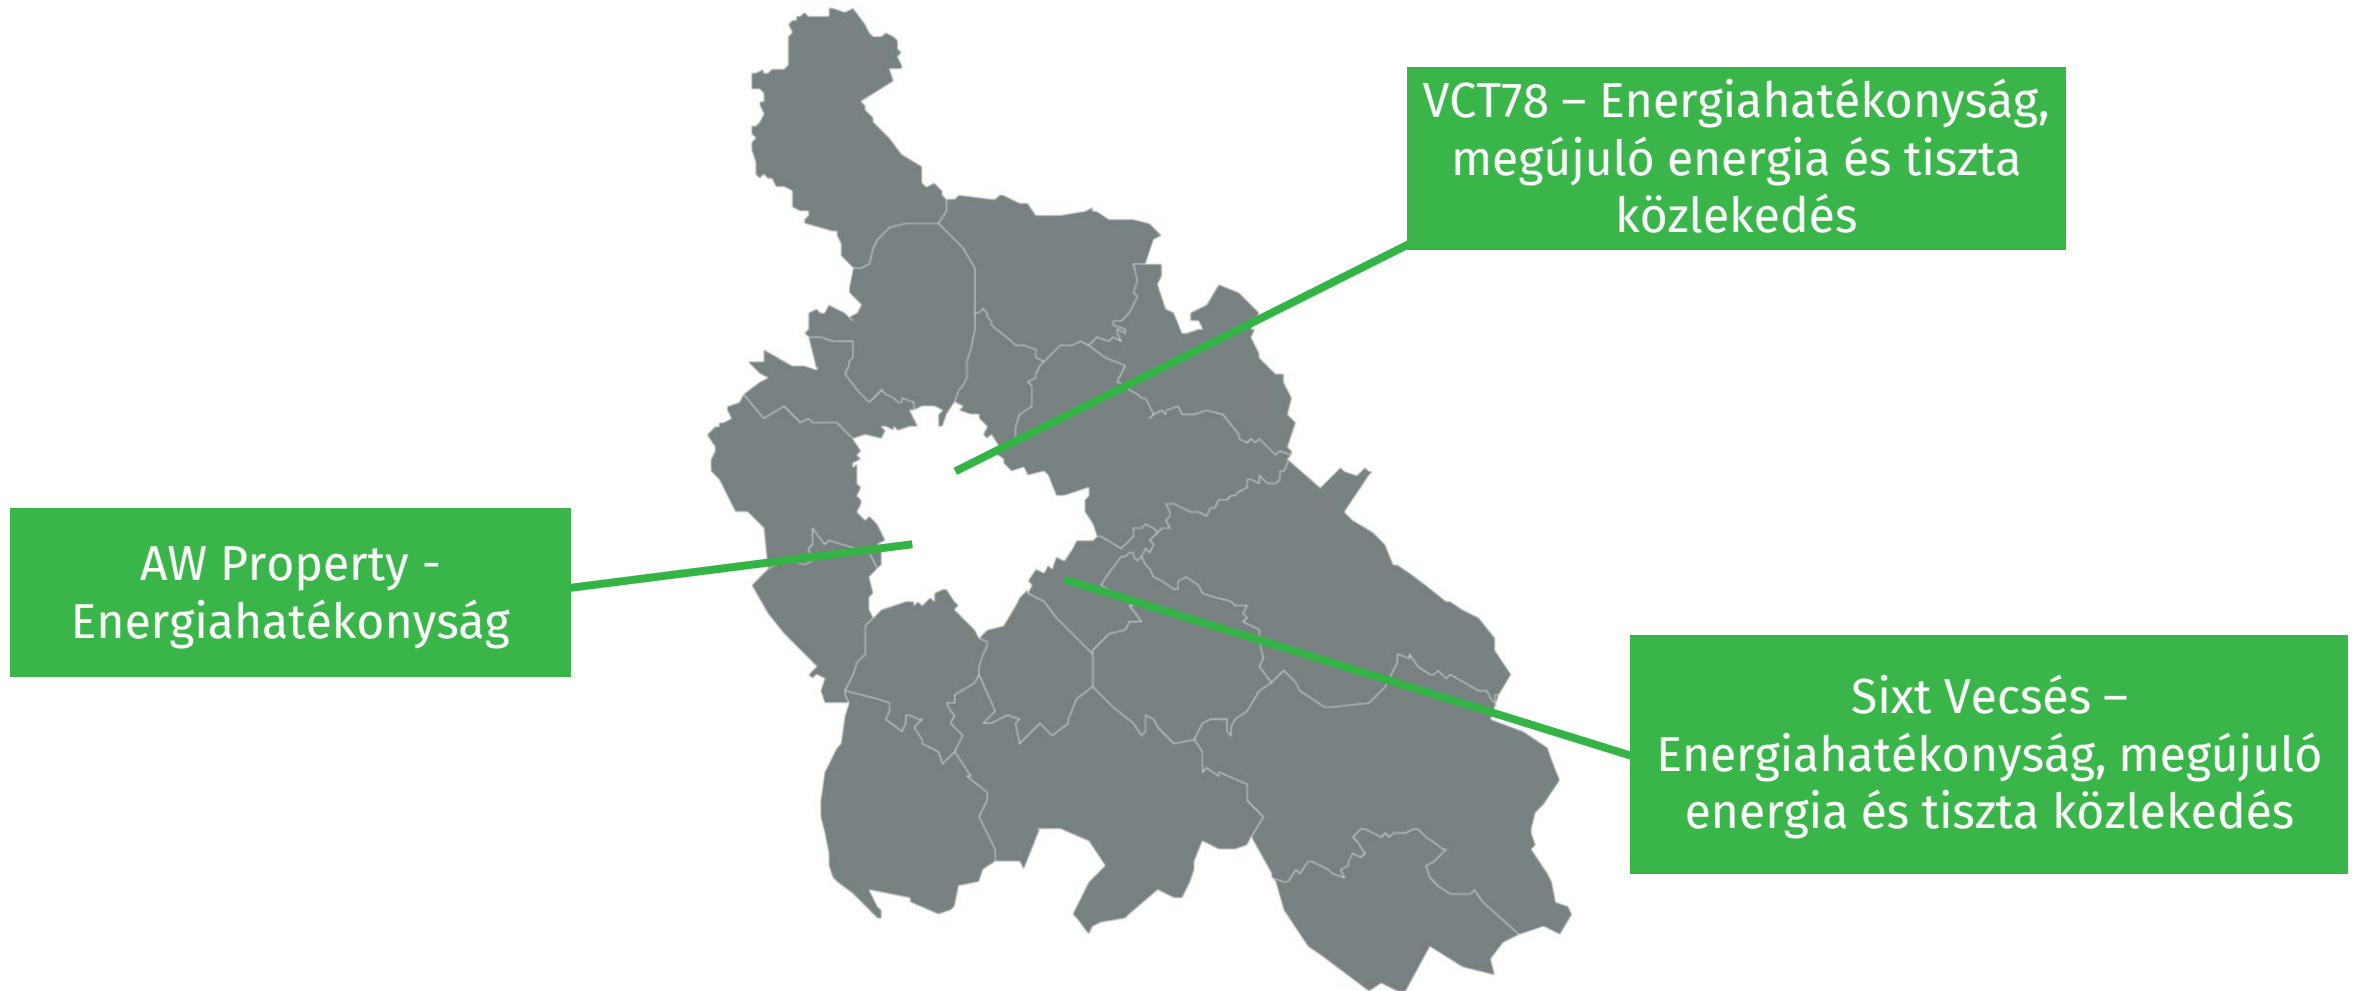 VCT78 – Energiahatékonyság,
megújuló energia és tiszta
közlekedés
AW Property -
Energiahatékonyság
Sixt Vecsés –
Energiahatékonyság, megújuló
energia és tiszta közlekedés